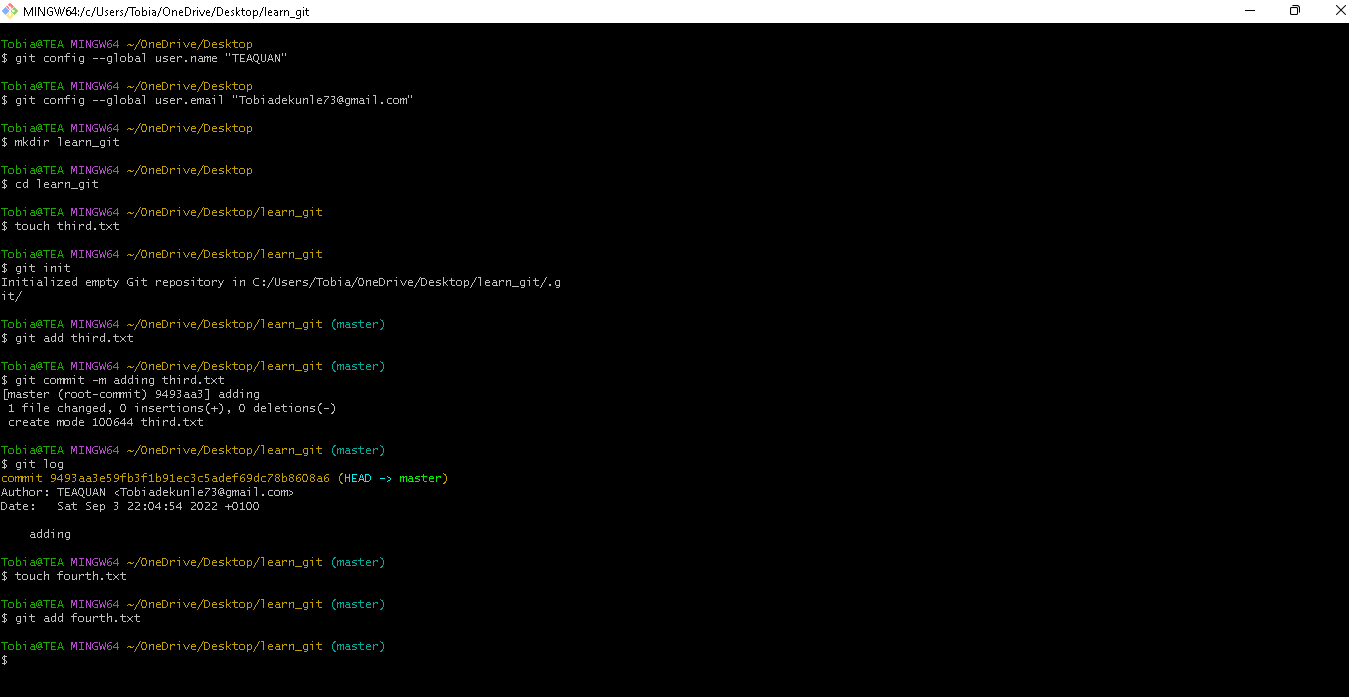 MINGW64:/c/Users/Tobia/OneDrive/Desktop/learn_git
Tobia@TEA MINGW64 ~/OneDrive/Desktop
$ git config --global user.name "TEAQUAN"
Tobia@TEA MINGW64 ~/OneDrive/Desktop
$ git config --global user.email "Tobiadekunle73@gmail.com"
Tobia@TEA MINGW64 ~/OneDrive/Desktop
$ mkdir learn_git
Tobia@TEA MINGW64 ~/OneDrive/Desktop
$ cd learn_git
Tobia@TEA MINGW64 ~/OneDrive/Desktop/learn_git
$ touch third.txt
Tobia@TEA MINGW64 ~/OneDrive/Desktop/learn_git
$ git init
Initialized empty Git repository in C:/Users/Tobia/OneDrive/Desktop/learn_git/.g
it/
Tobia@TEA MINGW64 ~/OneDrive/Desktop/learn_git (master)
$ git add third.txt
Tobia@TEA MINGW64 ~/OneDrive/Desktop/learn_git (master)
$ git commit -m adding third.txt
[master (root-commit) 9493aa3] adding
 1 file changed, 0 insertions(+), 0 deletions(-)
 create mode 100644 third.txt
Tobia@TEA MINGW64 ~/OneDrive/Desktop/learn_git (master)
$ git log
commit 9493aa3e59fb3f1b91ec3c5adef69dc78b8608a6 (HEAD -> master)
Author: TEAQUAN <Tobiadekunle73@gmail.com>
Date:   Sat Sep 3 22:04:54 2022 +0100
    adding
Tobia@TEA MINGW64 ~/OneDrive/Desktop/learn_git (master)
$ touch fourth.txt
Tobia@TEA MINGW64 ~/OneDrive/Desktop/learn_git (master)
$ git add fourth.txt
Tobia@TEA MINGW64 ~/OneDrive/Desktop/learn_git (master)
$